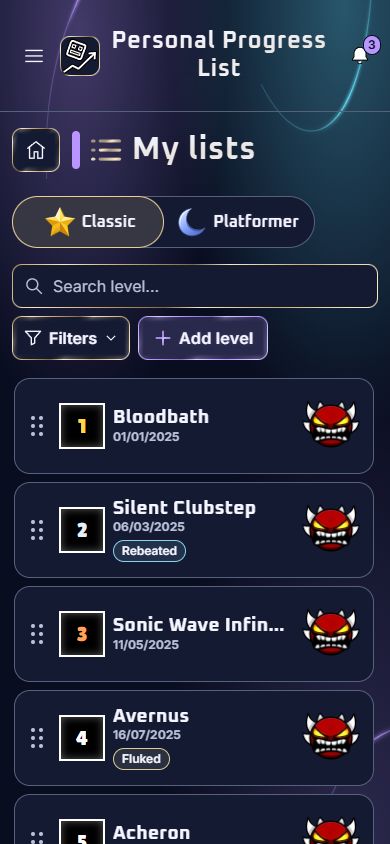 Personal Progress
List
3
My lists
Classic
Platformer
Search level...
Filters
Add level
1
Bloodbath
01/01/2025
2
Silent Clubstep
06/03/2025
Rebeated
3
Sonic Wave Infin...
11/05/2025
4
Avernus
16/07/2025
Fluked
5
Acheron